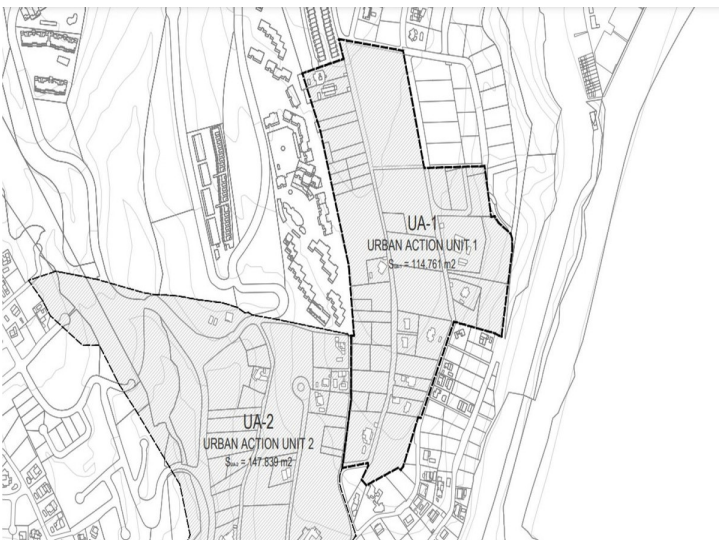 UA-1
URBAN ACTION UNIT 1
= 114.761 m2
UA-2
URBAN ACTION UNIT 2
= 147.839 m2